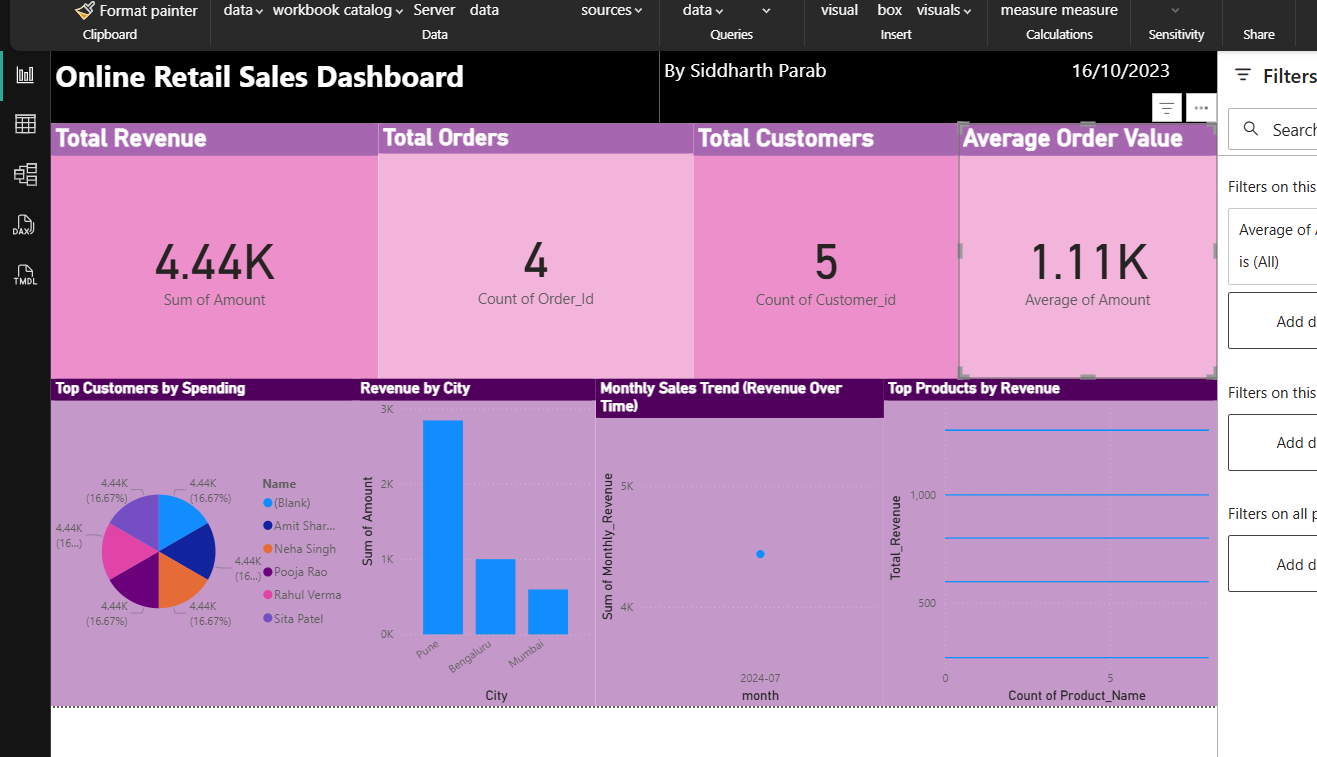 Format painter
data
workbook catalog
Server
data
sources
data
visual
box
visuals
measure measure
Clipboard
Data
Queries
Insert
Calculations
Sensitivity
Share
DAX
TMDL
Online Retail Sales Dashboard
By Siddharth Parab
16/10/2023
Filters
Search
Total Revenue
Total Orders
Total Customers
Average Order Value
4.44K
Sum of Amount
4
Count of Order_Id
5
Count of Customer_id
1.11K
Average of Amount
Filters on this
Average of A
is (All)
Add d
Filters on this
Add d
Filters on all p
Add d
Top Customers by Spending
4.44K
(16.67%)
4.44K
(16.67%)
4.44K
(16...)
4.44K
(16...)
4.44K
(16.67%)
4.44K
(16.67%)
Name
(Blank)
Amit Shar...
Neha Singh
Pooja Rao
Rahul Verma
Sita Patel
Revenue by City
Sum of Amount
3K
2K
1K
0K
Pune
Bengaluru
Mumbai
City
Monthly Sales Trend (Revenue Over
Time)
Sum of Monthly_Revenue
5K
4K
2024-07
month
Top Products by Revenue
Total_Revenue
1,000
500
0
5
Count of Product_Name